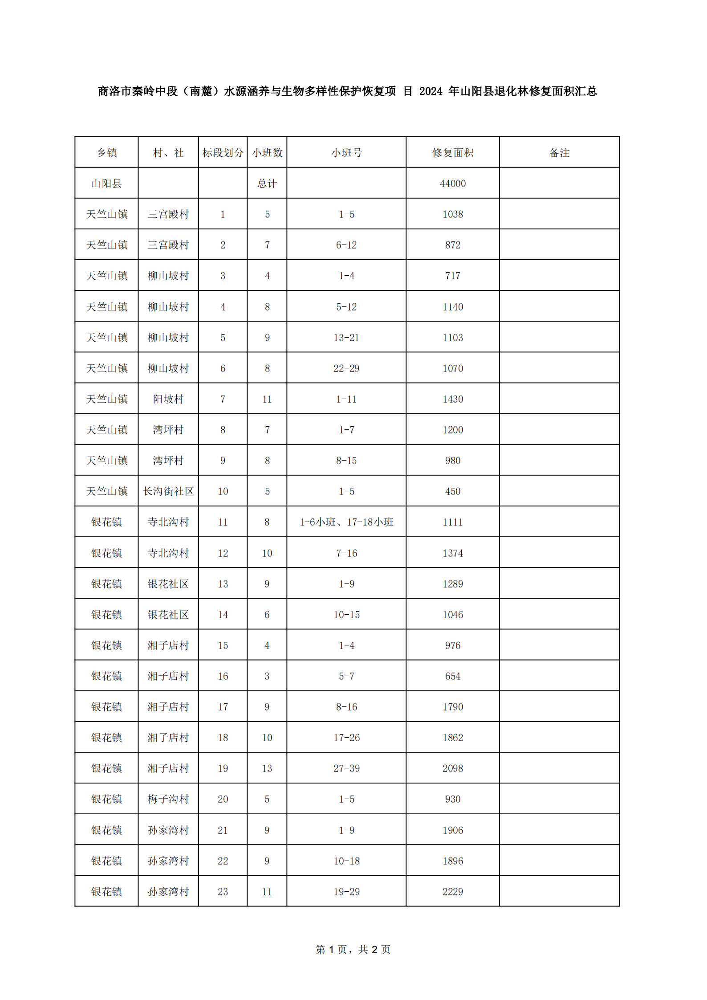 商洛市秦岭中段（南麓）水源涵养与生物多样性保护恢复项 目 2024 年山阳县退化林修复面积汇总
乡镇 村、社 标段划分 小班数 小班号 修复面积 备注
山阳县 总计 44000
天竺山镇 三宫殿村 1 5 1-5 1038
天竺山镇 三宫殿村 2 7 6-12 872
天竺山镇 柳山坡村 3 4 1-4 717
天竺山镇 柳山坡村 4 8 5-12 1140
天竺山镇 柳山坡村 5 9 13-21 1103
天竺山镇 柳山坡村 6 8 22-29 1070
天竺山镇 阳坡村 7 11 1-11 1430
天竺山镇 湾坪村 8 7 1-7 1200
天竺山镇 湾坪村 9 8 8-15 980
天竺山镇 长沟街社区 10 5 1-5 450
银花镇 寺北沟村 11 8 1-6小班、17-18小班 1111
银花镇 寺北沟村 12 10 7-16 1374
银花镇 银花社区 13 9 1-9 1289
银花镇 银花社区 14 6 10-15 1046
银花镇 湘子店村 15 4 1-4 976
银花镇 湘子店村 16 3 5-7 654
银花镇 湘子店村 17 9 8-16 1790
银花镇 湘子店村 18 10 17-26 1862
银花镇 湘子店村 19 13 27-39 2098
银花镇 梅子沟村 20 5 1-5 930
银花镇 孙家湾村 21 9 1-9 1906
银花镇 孙家湾村 22 9 10-18 1896
银花镇 孙家湾村 23 11 19-29 2229
第 1 页，共 2 页